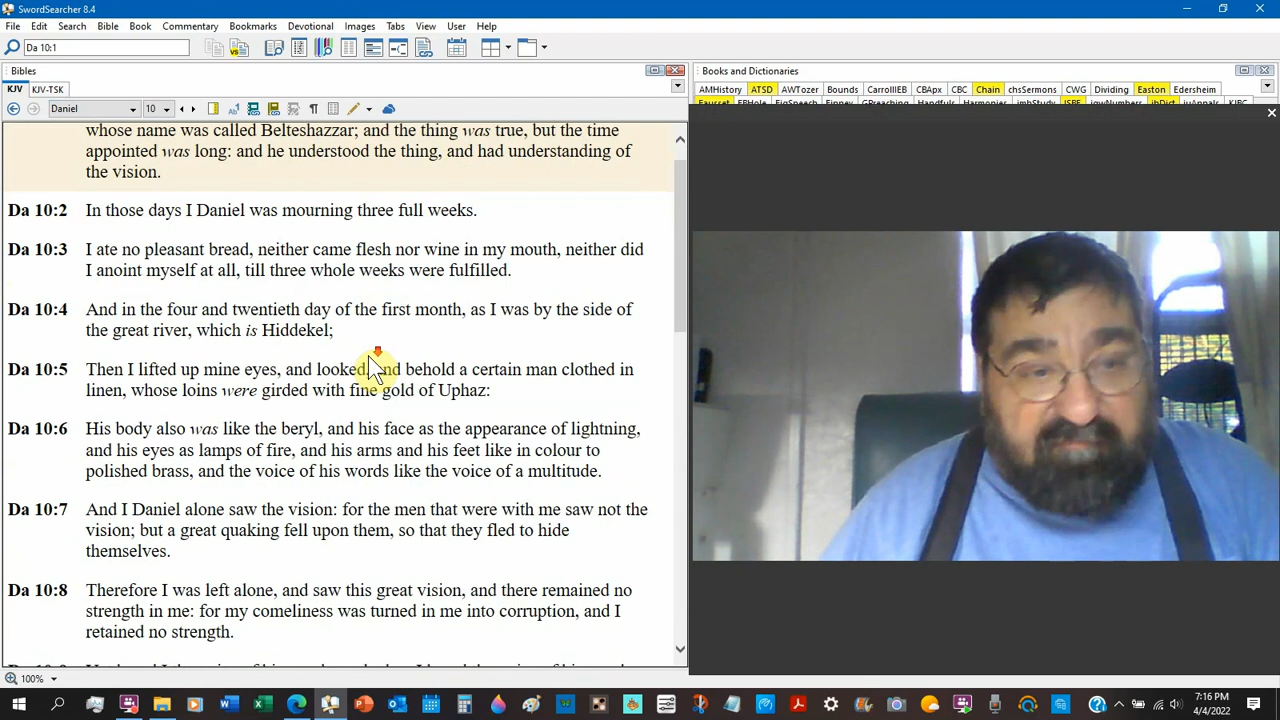 SwordSearcher 8.4
File Edit Search Bible Book Commentary Bookmarks Devotional Images Tabs View User Help
Da 10:1
Bibles
Books and Dictionaries
KJV KJV-TSK
AMHistory ATSD AWTozer Bounds CarrollEB CBApx CBC Chain chsSermons CWG Dividing Easton Edersheim
Daniel 10
whose name was called Belteshazzar; and the thing was true, but the time
appointed was long: and he understood the thing, and had understanding of
the vision.
Da 10:2 In those days I Daniel was mourning three full weeks.
Da 10:3 I ate no pleasant bread, neither came flesh nor wine in my mouth, neither did
I anoint myself at all, till three whole weeks were fulfilled.
Da 10:4 And in the four and twentieth day of the first month, as I was by the side of
the great river, which is Hiddekel;
Da 10:5 Then I lifted up mine eyes, and looked, and behold a certain man clothed in
linen, whose loins were girded with fine gold of Uphaz:
Da 10:6 His body also was like the beryl, and his face as the appearance of lightning,
and his eyes as lamps of fire, and his arms and his feet like in colour to
polished brass, and the voice of his words like the voice of a multitude.
Da 10:7 And I Daniel alone saw the vision: for the men that were with me saw not the
vision; but a great quaking fell upon them, so that they fled to hide
themselves.
Da 10:8 Therefore I was left alone, and saw this great vision, and there remained no
strength in me: for my comeliness was turned in me into corruption, and I
retained no strength.
100%
7:16 PM
4/4/2022